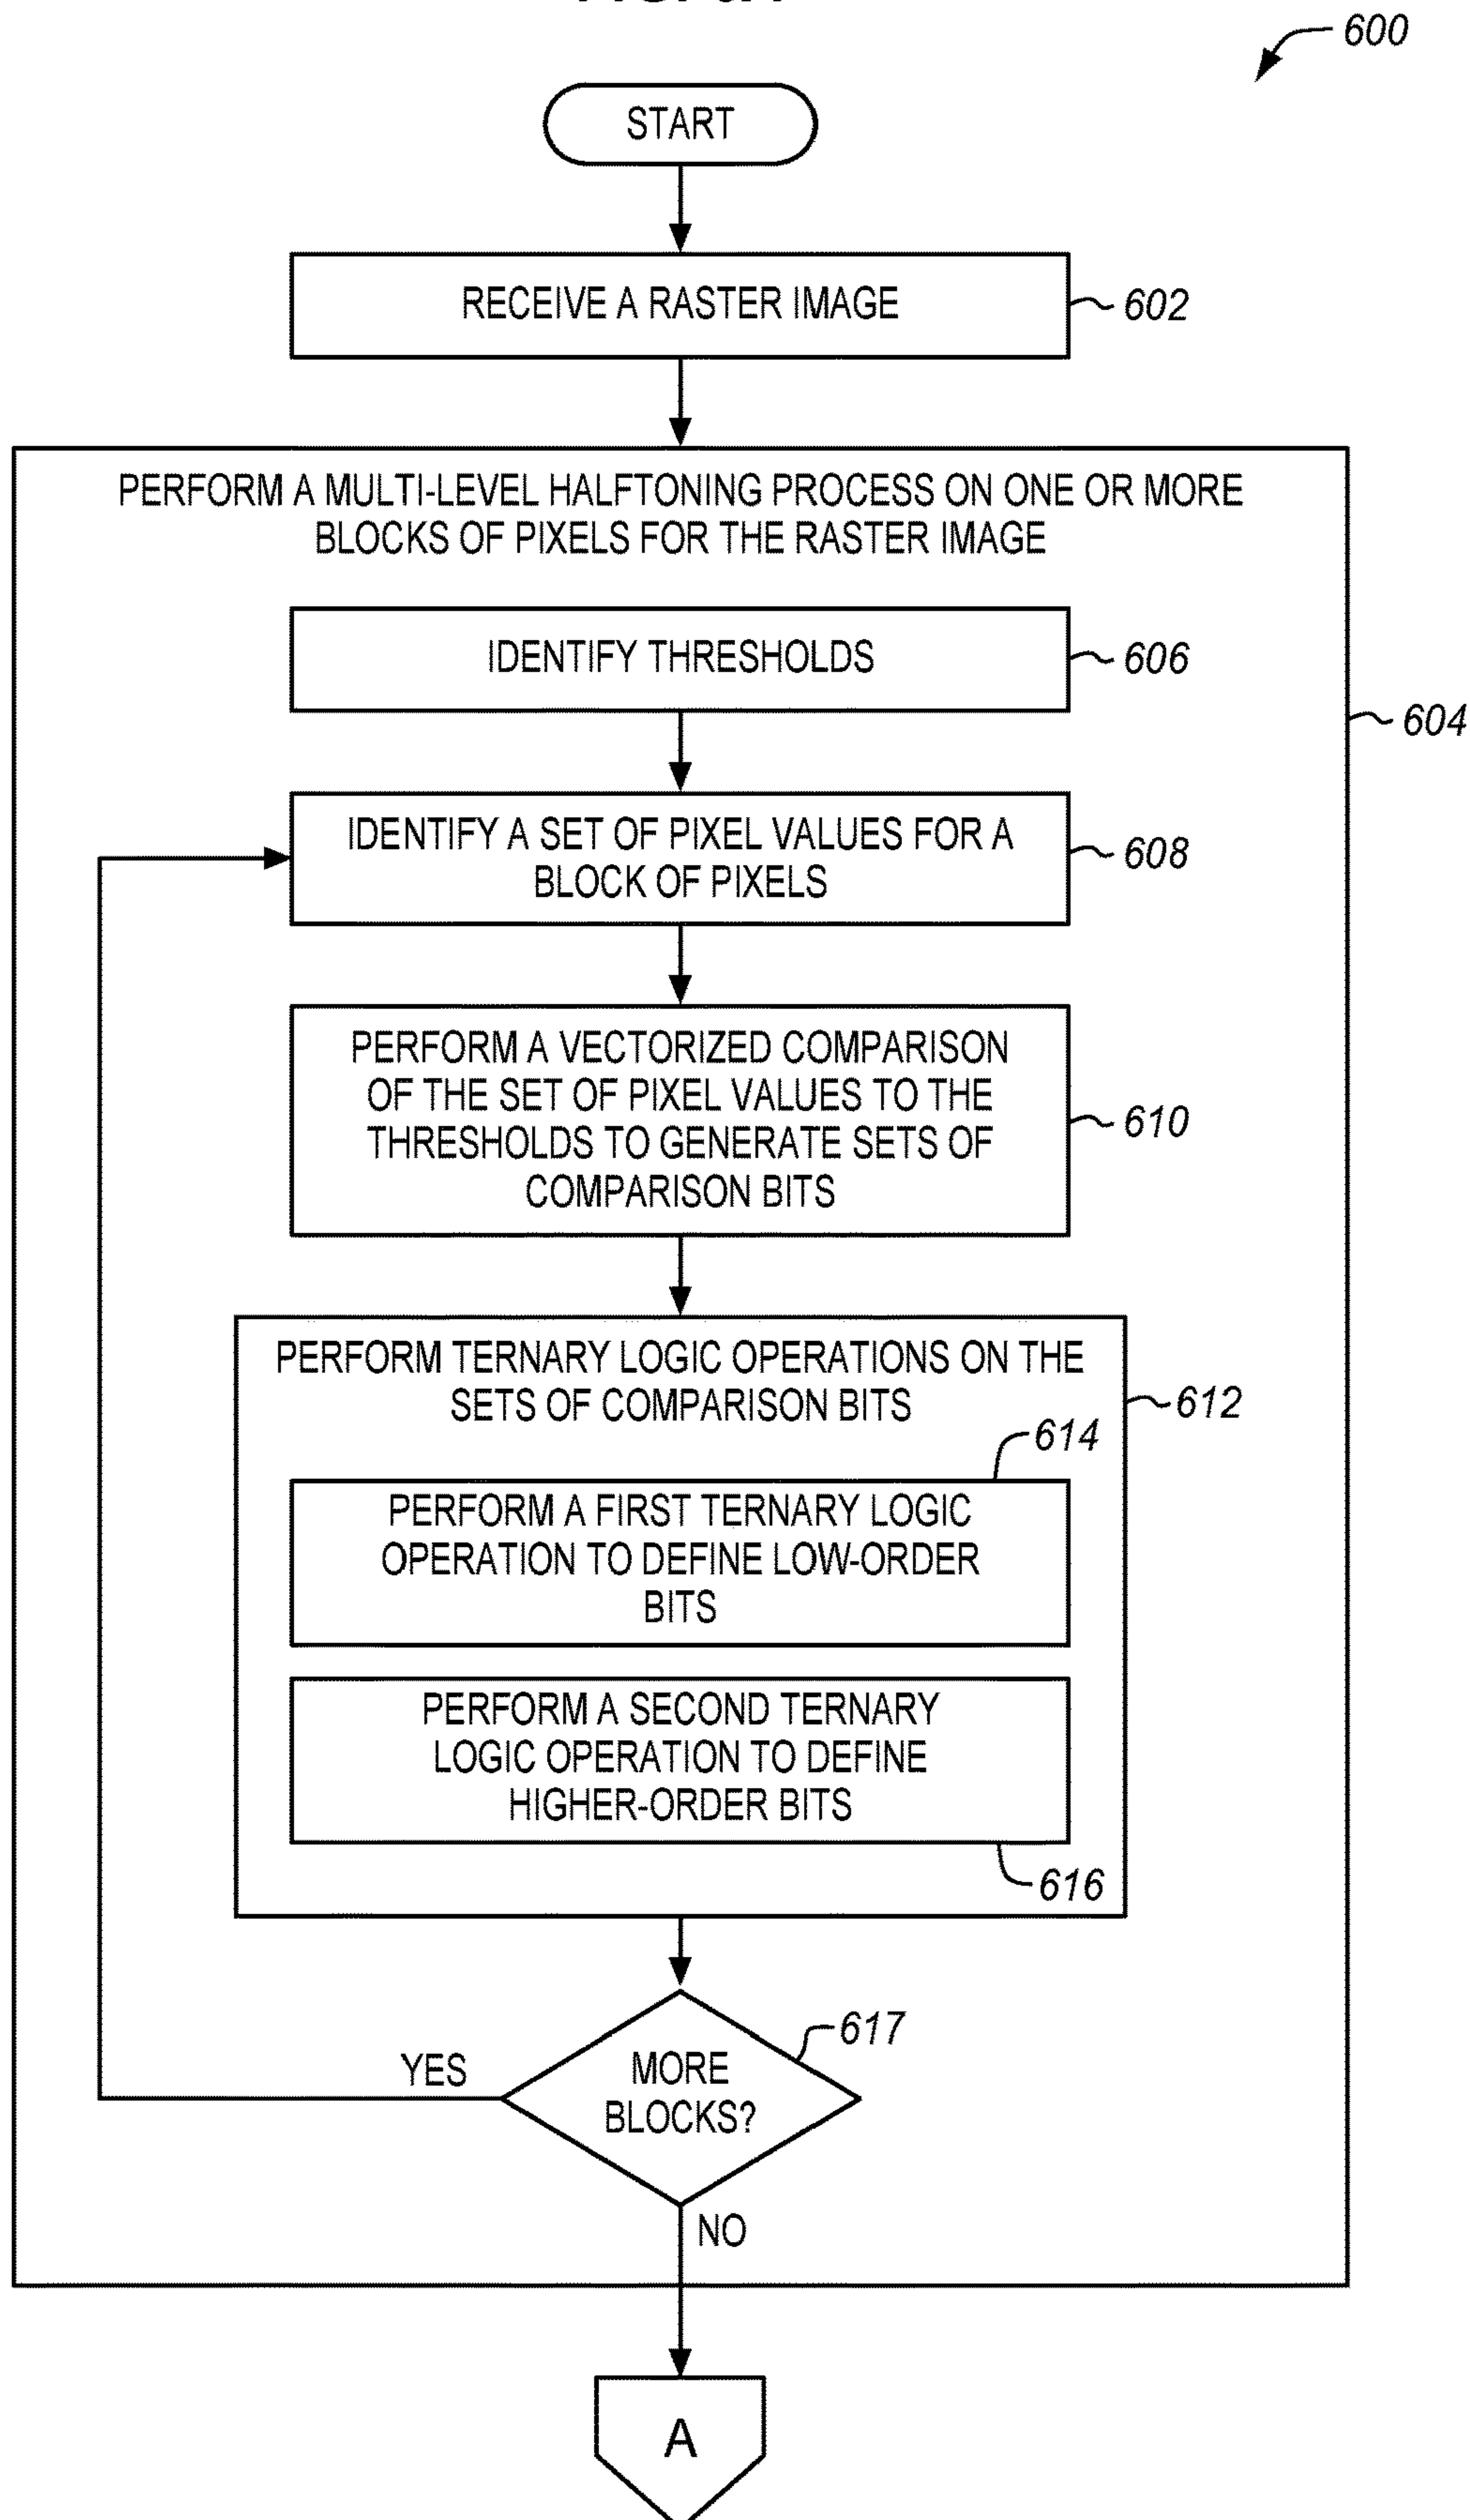 600
START
RECEIVE A RASTER IMAGE
602
PERFORM A MULTI-LEVEL HALFTONING PROCESS ON ONE OR MORE
BLOCKS OF PIXELS FOR THE RASTER IMAGE
IDENTIFY THRESHOLDS
606
604
IDENTIFY A SET OF PIXEL VALUES FOR A
BLOCK OF PIXELS
608
PERFORM A VECTORIZED COMPARISON
OF THE SET OF PIXEL VALUES TO THE
THRESHOLDS TO GENERATE SETS OF
COMPARISON BITS
610
PERFORM TERNARY LOGIC OPERATIONS ON THE
SETS OF COMPARISON BITS
612
614
PERFORM A FIRST TERNARY LOGIC
OPERATION TO DEFINE LOW-ORDER
BITS
PERFORM A SECOND TERNARY
LOGIC OPERATION TO DEFINE
HIGHER-ORDER BITS
616
617
YES
MORE
BLOCKS?
NO
A